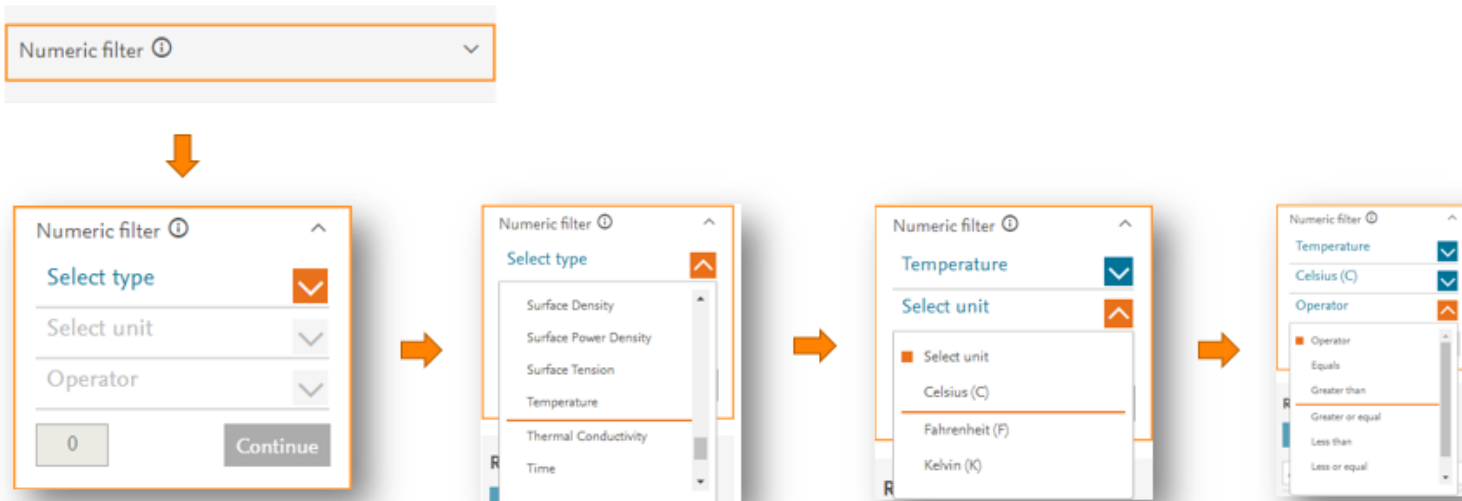 Numeric filter
Numeric filter
Select type
Select unit
Operator
0
Continue
Numeric filter
Select type
Surface Density
Surface Power Density
Surface Tension
Temperature
Thermal Conductivity
Time
R
Numeric filter
Temperature
Select unit
Select unit
Celsius (C)
Fahrenheit (F)
Kelvin (K)
R
Numeric filter
Temperature
Celsius (C)
Operator
Operator
Equals
Greater than
R
Greater or equal
Less than
Less or equal